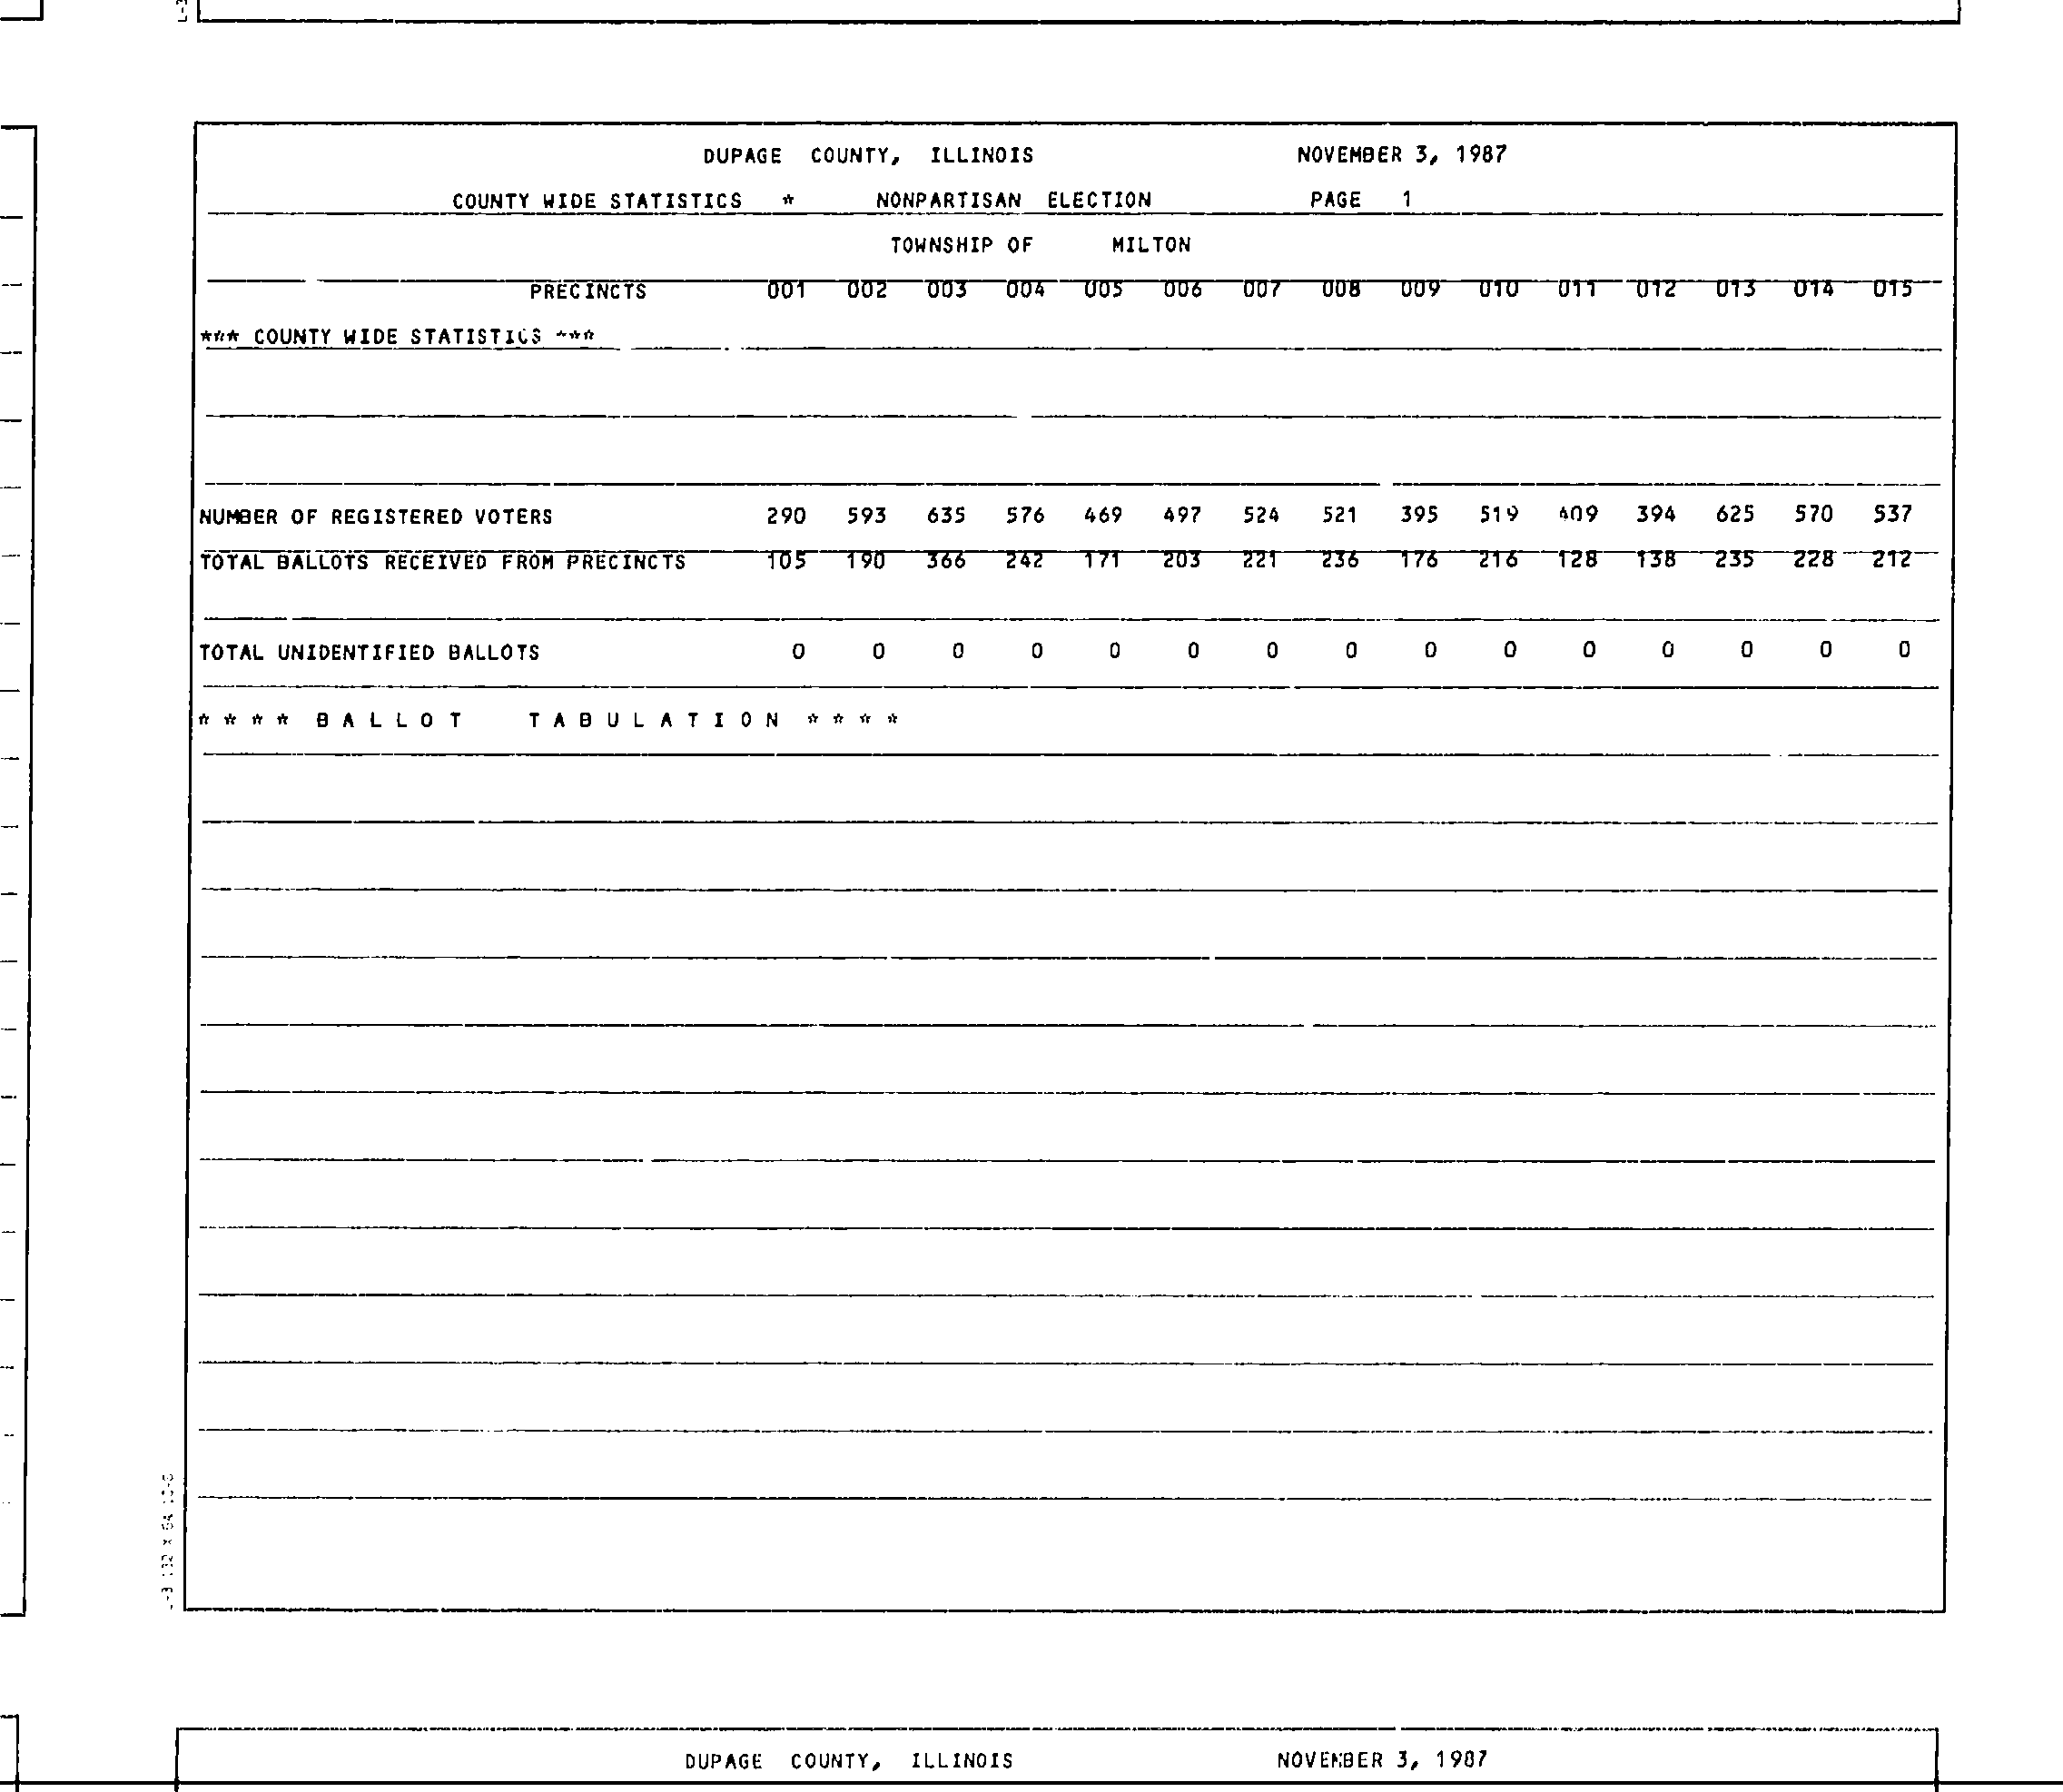 DUPAGE COUNTY, ILLINOIS NOVEMBER 3, 1987
COUNTY WIDE STATISTICS * NONPARTISAN ELECTION PAGE 1
TOWNSHIP OF MILTON
PRECINCTS 001 002 003 004 005 006 007 008 009 010 011 012 013 014 015
*** COUNTY WIDE STATISTICS ***
NUMBER OF REGISTERED VOTERS 290 593 635 576 469 497 524 521 395 519 409 394 625 570 537
TOTAL BALLOTS RECEIVED FROM PRECINCTS 105 190 366 242 171 203 221 236 176 216 128 138 235 228 212
TOTAL UNIDENTIFIED BALLOTS 0 0 0 0 0 0 0 0 0 0 0 0 0 0 0
* * * * B A L L O T T A B U L A T I O N * * * *
DUPAGE COUNTY, ILLINOIS NOVEMBER 3, 1987